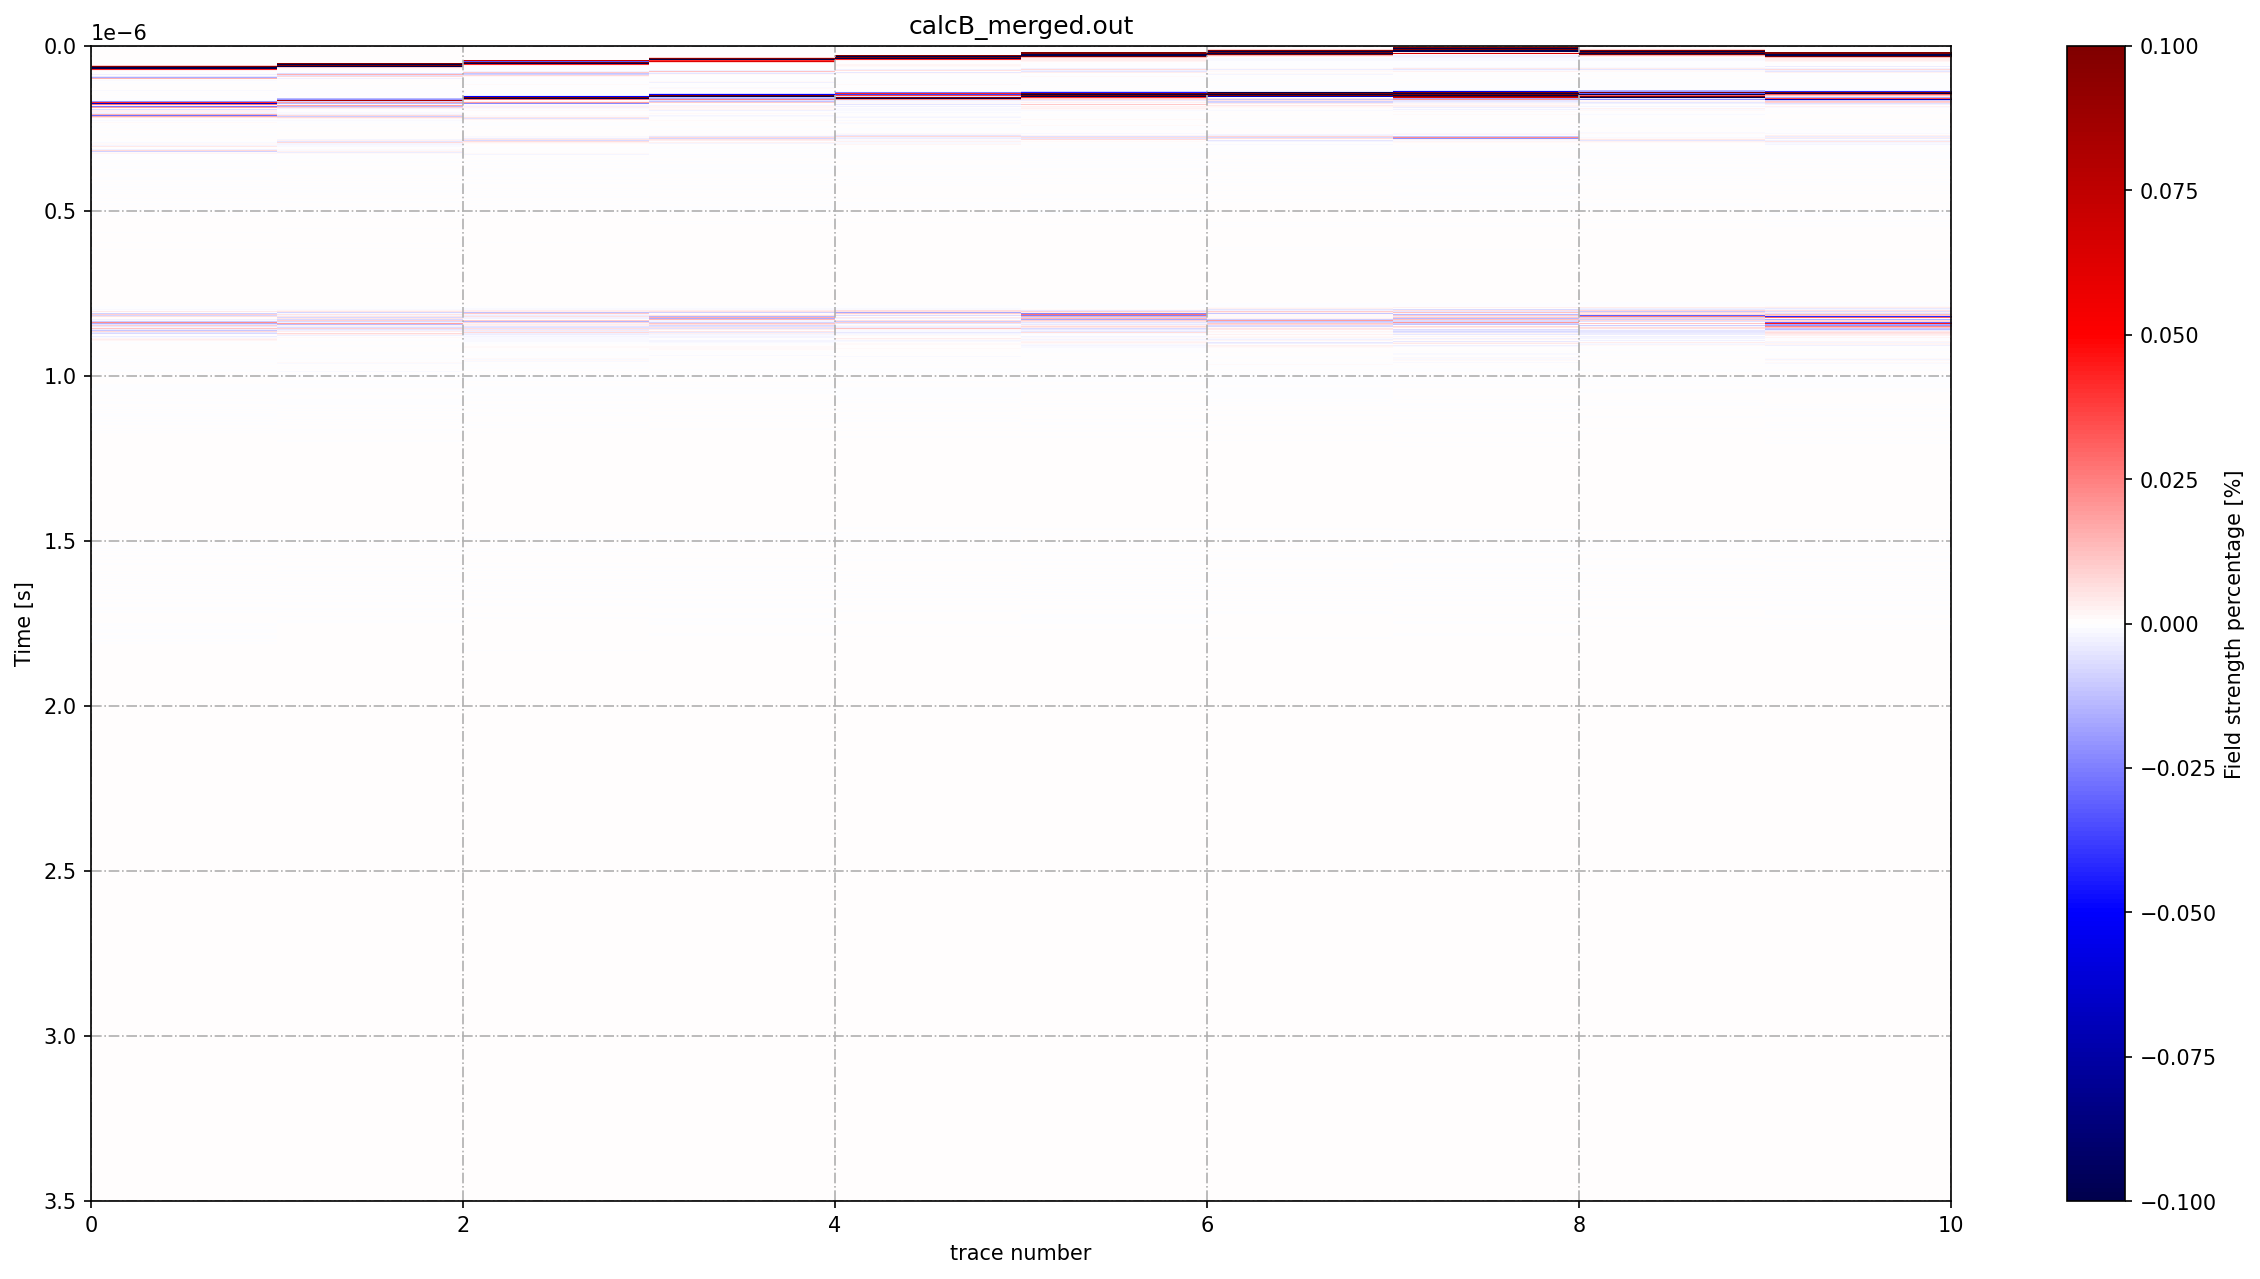 calcB_merged.out
1e−6
0.0
0.5
1.0
1.5
2.0
2.5
3.0
3.5
Time [s]
0 2 4 6 8 10
trace number
0.100
0.075
0.050
0.025
0.000
−0.025
−0.050
−0.075
−0.100
Field strength percentage [%]